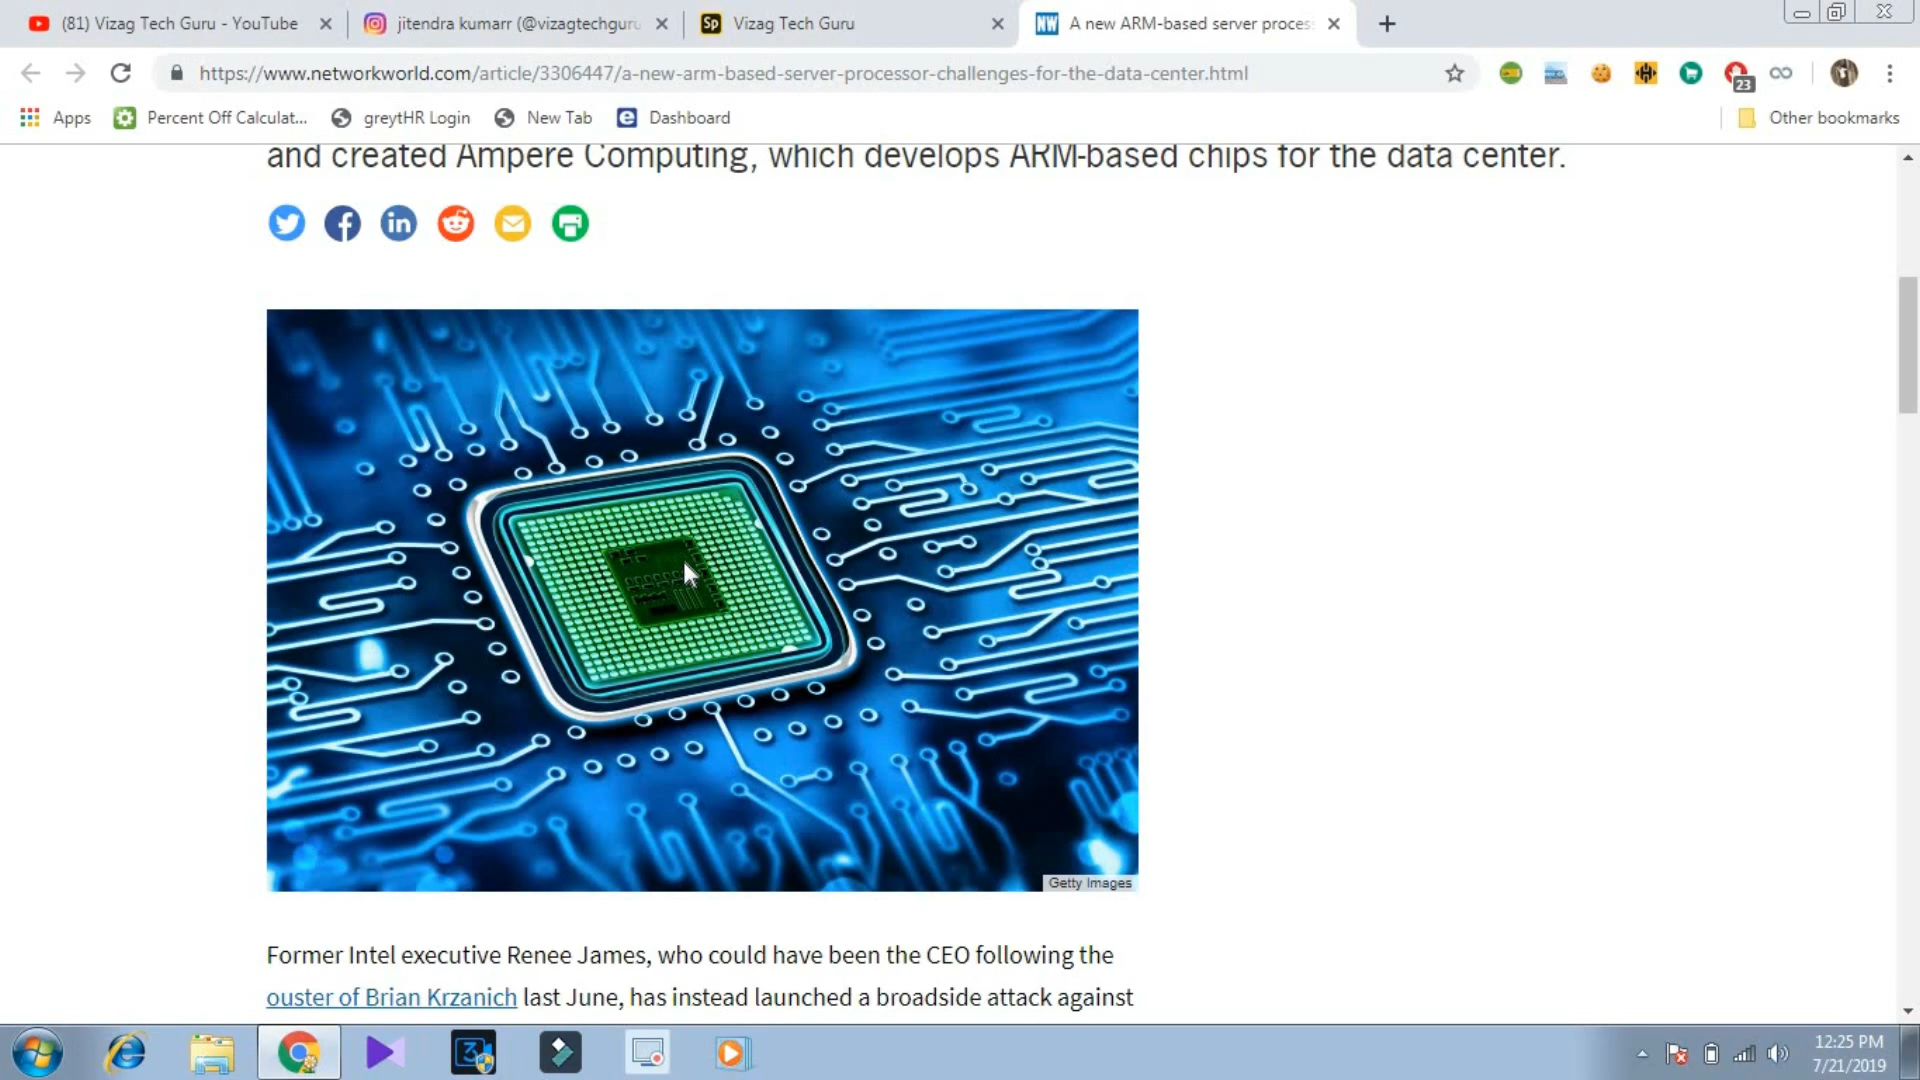 (81) Vizag Tech Guru - YouTube
jitendra kumarr (@vizagtechguru
Sp Vizag Tech Guru
NW A new ARM-based server process
https://www.networkworld.com/article/3306447/a-new-arm-based-server-processor-challenges-for-the-data-center.html
23
Apps
Percent Off Calculat...
greytHR Login
New Tab
Dashboard
Other bookmarks
and created Ampere Computing, which develops ARM-based chips for the data center.
Getty Images
Former Intel executive Renee James, who could have been the CEO following the
ouster of Brian Krzanich last June, has instead launched a broadside attack against
12:25 PM
7/21/2019